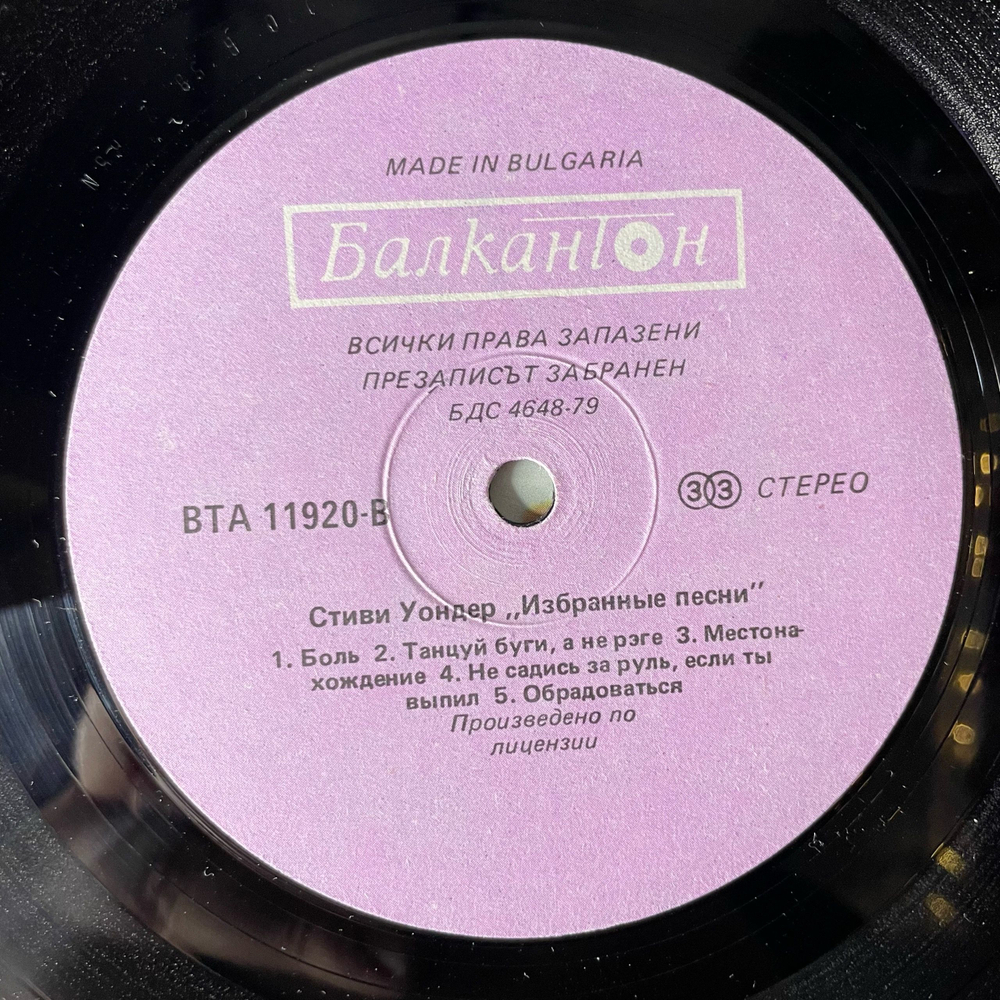 MADE IN BULGARIA
Балкантон
ВСИЧКИ ПРАВА ЗАПАЗЕНИ
ПРЕЗАПИСЪТ ЗАБРАНЕН
БДС 4648-79
ВТА 11920-В
33 СТЕРЕО
Стиви Уондер „Избранные песни”
1. Боль 2. Танцуй буги, а не рэге 3. Местона-
хождение 4. Не садись за руль, если ты
выпил 5. Обрадоваться
Произведено по
лицензии